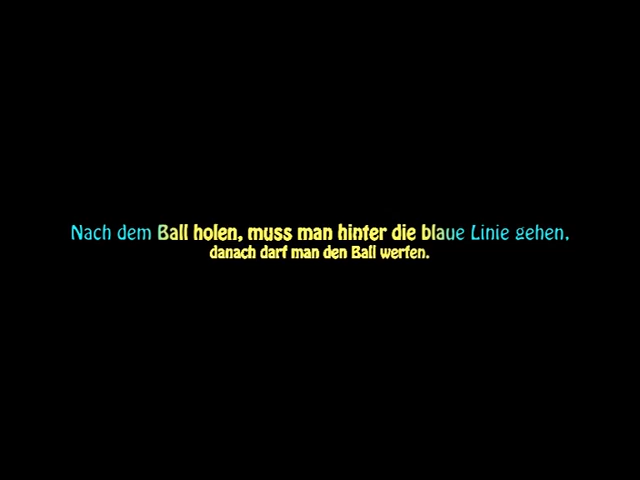 Nach dem Ball holen, muss man hinter die blaue Linie gehen,
danach darf man den Ball werfen.